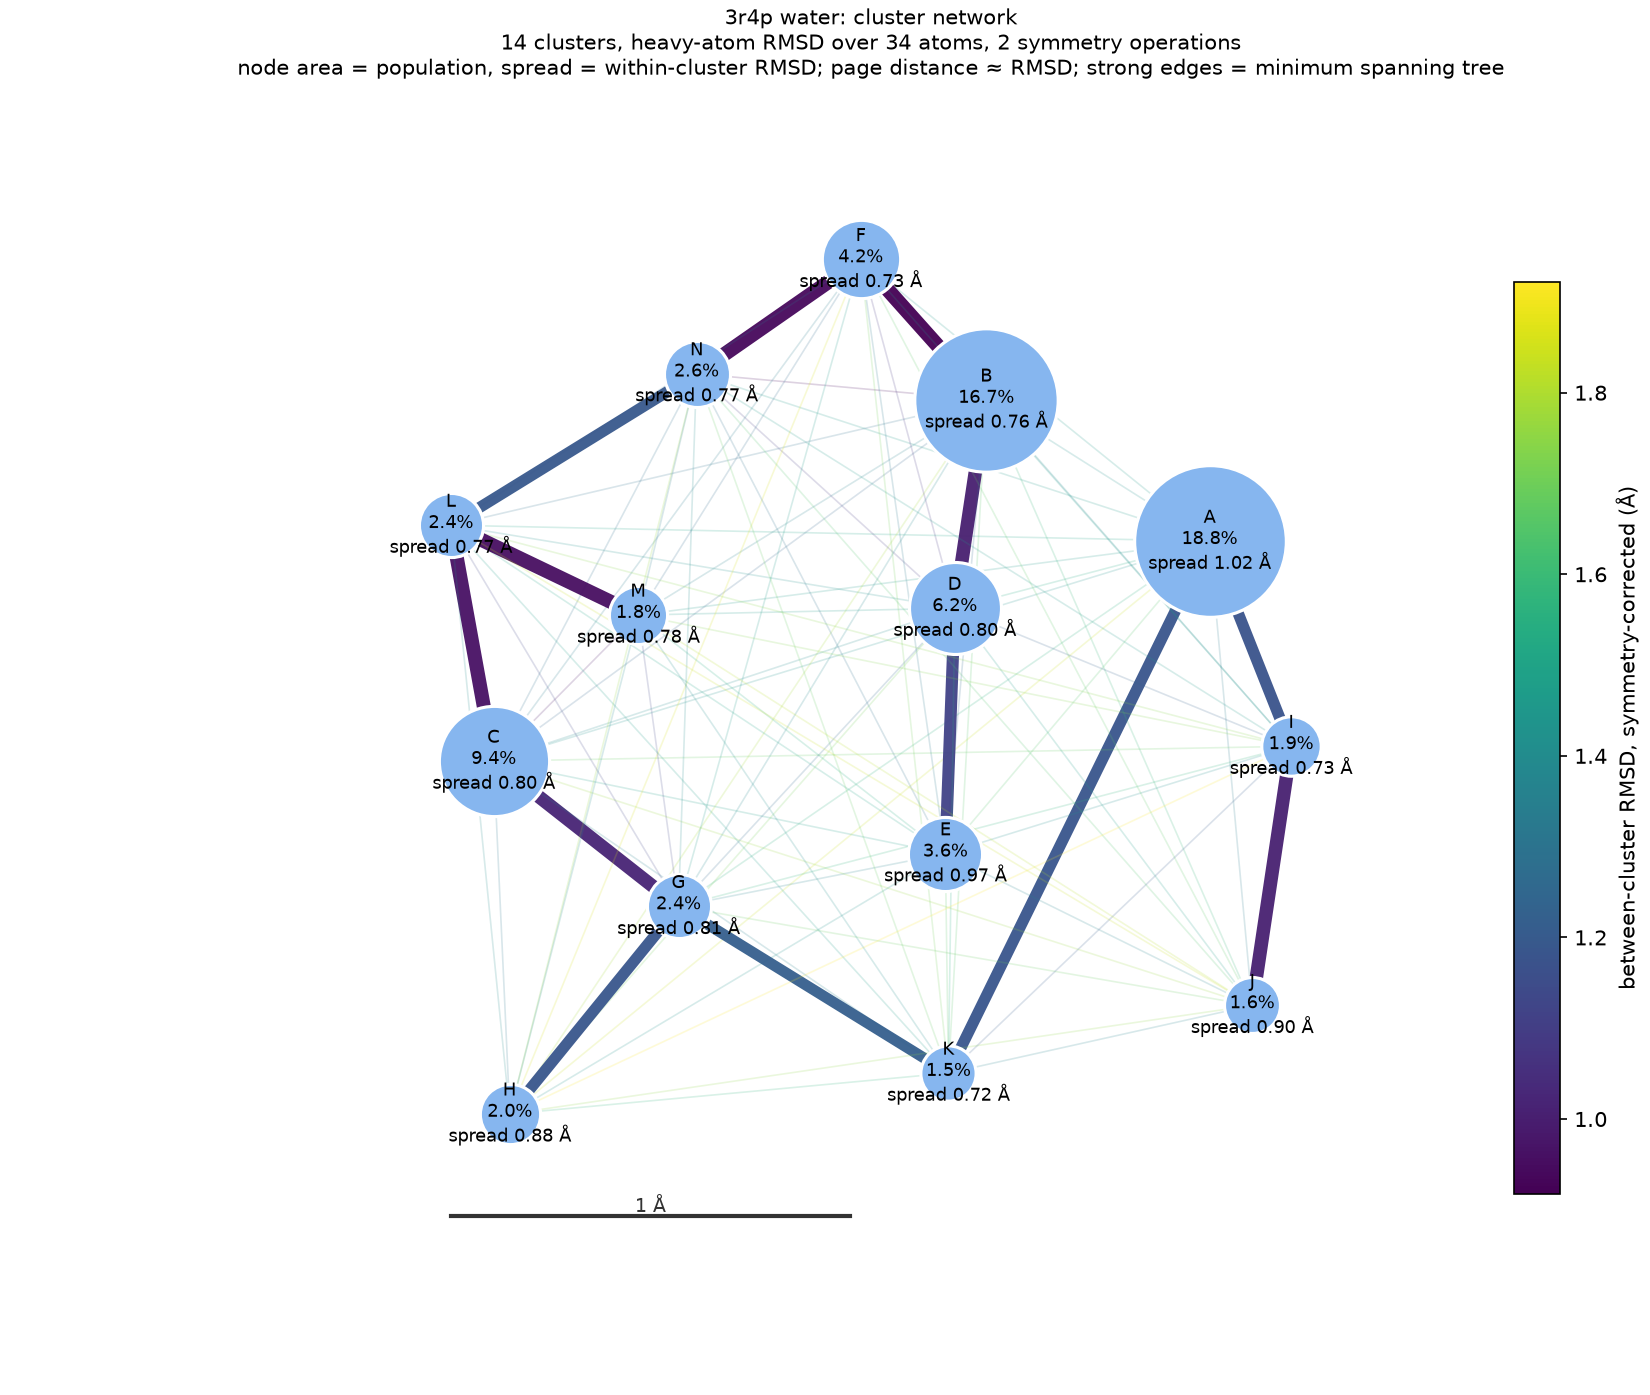 3r4p water: cluster network
14 clusters, heavy-atom RMSD over 34 atoms, 2 symmetry operations
node area = population, spread = within-cluster RMSD; page distance ≈ RMSD; strong edges = minimum spanning tree
F
4.2%
spread 0.73 Å
N
2.6%
spread 0.77 Å
B
16.7%
spread 0.76 Å
L
2.4%
spread 0.77 Å
A
18.8%
spread 1.02 Å
M
1.8%
spread 0.78 Å
D
6.2%
spread 0.80 Å
C
9.4%
spread 0.80 Å
I
1.9%
spread 0.73 Å
E
3.6%
spread 0.97 Å
G
2.4%
spread 0.81 Å
J
1.6%
spread 0.90 Å
K
1.5%
spread 0.72 Å
H
2.0%
spread 0.88 Å
1 Å
1.8
1.6
1.4
1.2
1.0
between-cluster RMSD, symmetry-corrected (Å)